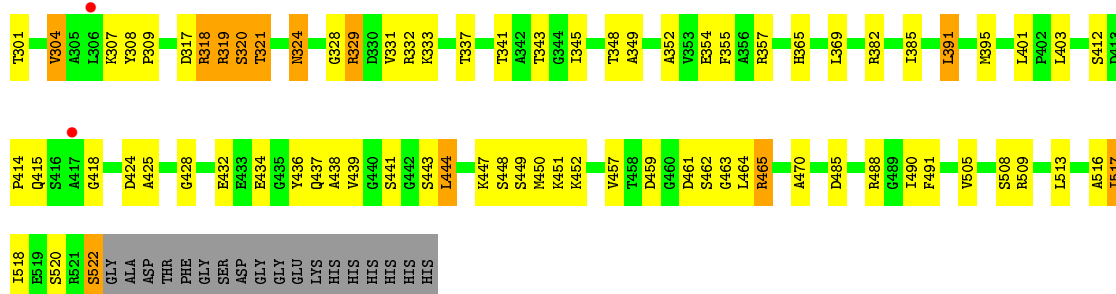 T301 V304 A305 L306 K307 Y308 P309 D317 R318 R319 S320 T321 N324 G328 R329 D330 V331 R332 K333 T337 T341 A342 T343 G344 I345 T348 A349 A352 V353 E354 F355 A356 R357 H365 L369 R382 I385 L391 M395 L401 P402 L403 S412 D413
P414 Q415 S416 A417 G418 D424 A425 G428 E432 E433 E434 G435 Y436 Q437 A438 V439 G440 S441 G442 S443 L444 K447 S448 S449 M450 K451 K452 V457 T458 D459 G460 D461 S462 G463 L464 R465 A470 D485 R488 G489 I490 F491 V505 S508 R509 L513 A516 I517
I518 E519 S520 R521 S522 GLY ALA ASP THR PHE GLY SER ASP GLY GLY GLU LYS HIS HIS HIS HIS HIS HIS